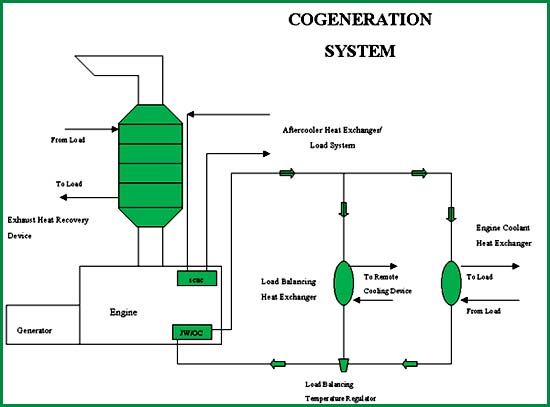 COGENERATION
SYSTEM
From Load
To Load
Exhaust Heat Recovery
Device
Aftercooler Heat Exchanger/
Load System
Engine Coolant
Heat Exchanger
Load Balancing
Heat Exchanger
To Remote
Cooling Device
To Load
From Load
scac
Engine
JW/OC
Generator
Load Balancing
Temperature Regulator